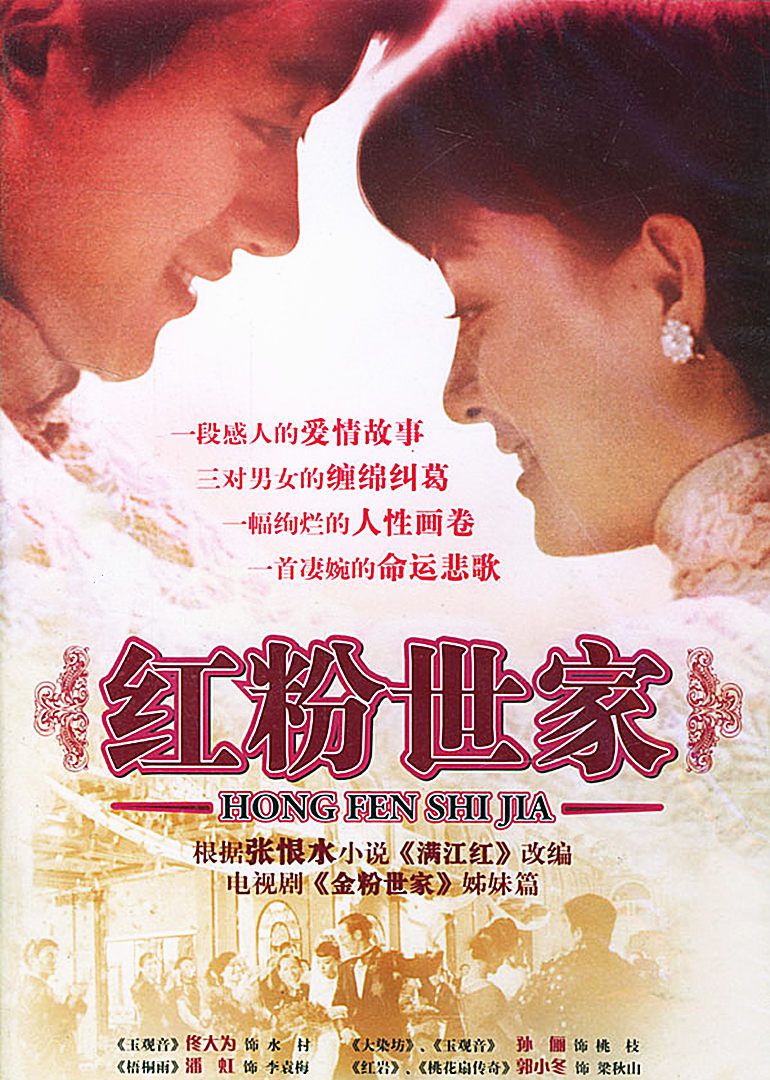 一段感人的爱情故事
三对男女的缠绵纠葛
一幅绚烂的人性画卷
一首凄婉的命运悲歌
红粉世家
HONG FEN SHI JIA
根据张恨水小说《满江红》改编
电视剧《金粉世家》姊妹篇
《玉观音》佟大为 饰 水 村 《大染坊》、《玉观音》 孙 俪 饰 桃 枝
《梧桐雨》潘 虹 饰 李袁梅 《红岩》、《桃花扇传奇》 郭小冬 饰 梁秋山